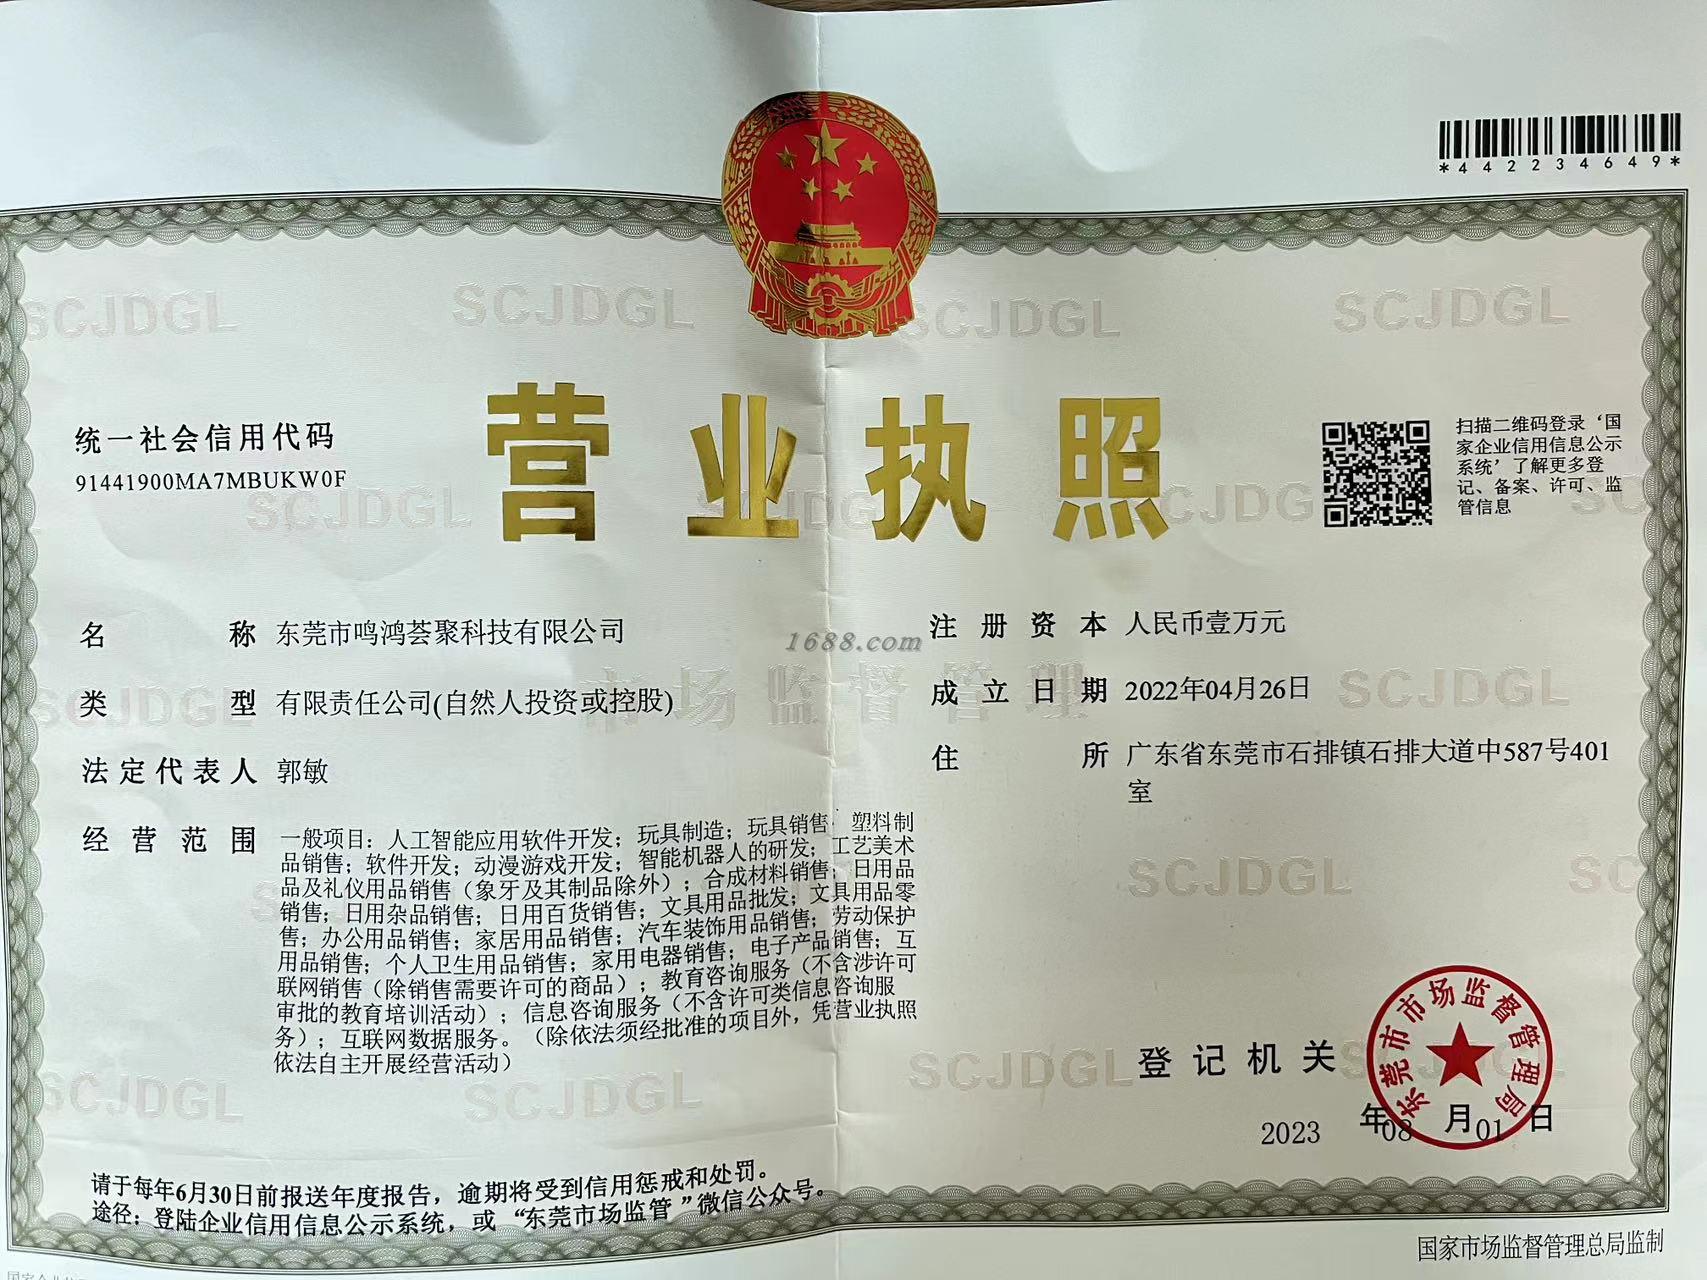 *442234649*
统一社会信用代码
91441900MA7MBUKW0F
营业执照
扫描二维码登录‘国
家企业信用信息公示
系统’了解更多登
记、备案、许可、监
管信息
名称 东莞市鸣鸿荟聚科技有限公司
类型 有限责任公司(自然人投资或控股)
法定代表人 郭敏
经营范围 一般项目：人工智能应用软件开发；玩具制造；玩具销售；塑料制
品销售；软件开发；动漫游戏开发；智能机器人的研发；工艺美术
品及礼仪用品销售（象牙及其制品除外）；合成材料销售；日用品
销售；日用杂品销售；日用百货销售；文具用品批发；文具用品零
售；办公用品销售；家居用品销售；汽车装饰用品销售；劳动保护
用品销售；个人卫生用品销售；家用电器销售；电子产品销售；互
联网销售（除销售需要许可的商品）；教育咨询服务（不含涉许可
审批的教育培训活动）；信息咨询服务（不含许可类信息咨询服
务）；互联网数据服务。（除依法须经批准的项目外，凭营业执照
依法自主开展经营活动）
注册资本 人民币壹万元
成立日期 2022年04月26日
住所 广东省东莞市石排镇石排大道中587号401
室
1688.com
市场监督管理
SCJDGL
SCJDGL
SCJDGL
SCJDGL
SCJDGL
SCJDGL
SCJDGL
SCJDGL
SCJDGL
SCJDGL
SCJDGL
登记机关
东莞市市场监督管理局
2023年08月01日
请于每年6月30日前报送年度报告，逾期将受到信用惩戒和处罚。
途径：登陆企业信用信息公示系统，或“东莞市场监管”微信公众号。
国家市场监督管理总局监制